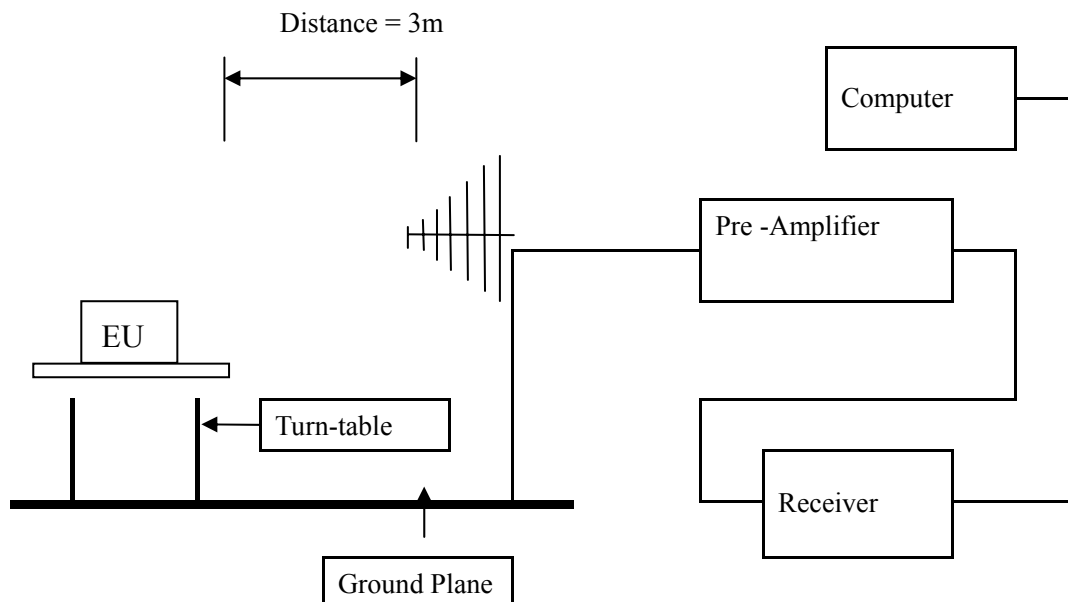 Distance = 3m
Computer
Pre -Amplifier
EU
Turn-table
Receiver
Ground Plane